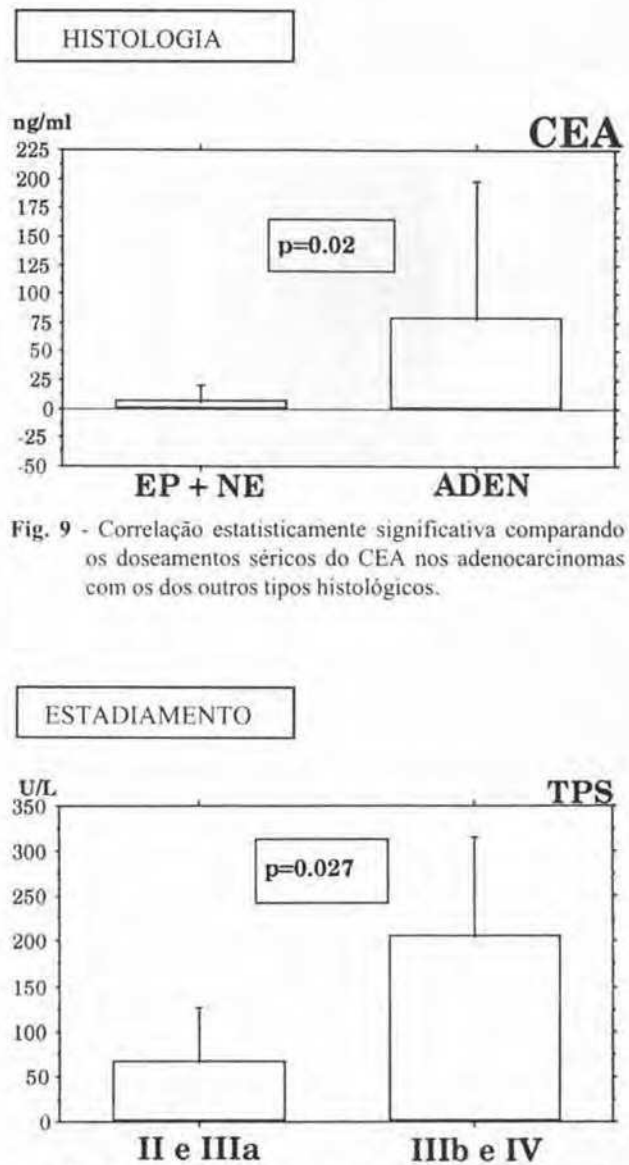 HISTOLOGIA
ng/ml
CEA
225
200
175
150
125
100
75
50
25
0
-25
-50
p=0.02
EP + NE
ADEN
Fig. 9 - Correlação estatisticamente significativa comparando
os doseamentos séricos do CEA nos adenocarcinomas
com os dos outros tipos histológicos.
ESTADIAMENTO
U/L
TPS
350
300
250
200
150
100
50
0
p=0.027
II e IIIa
IIIb e IV